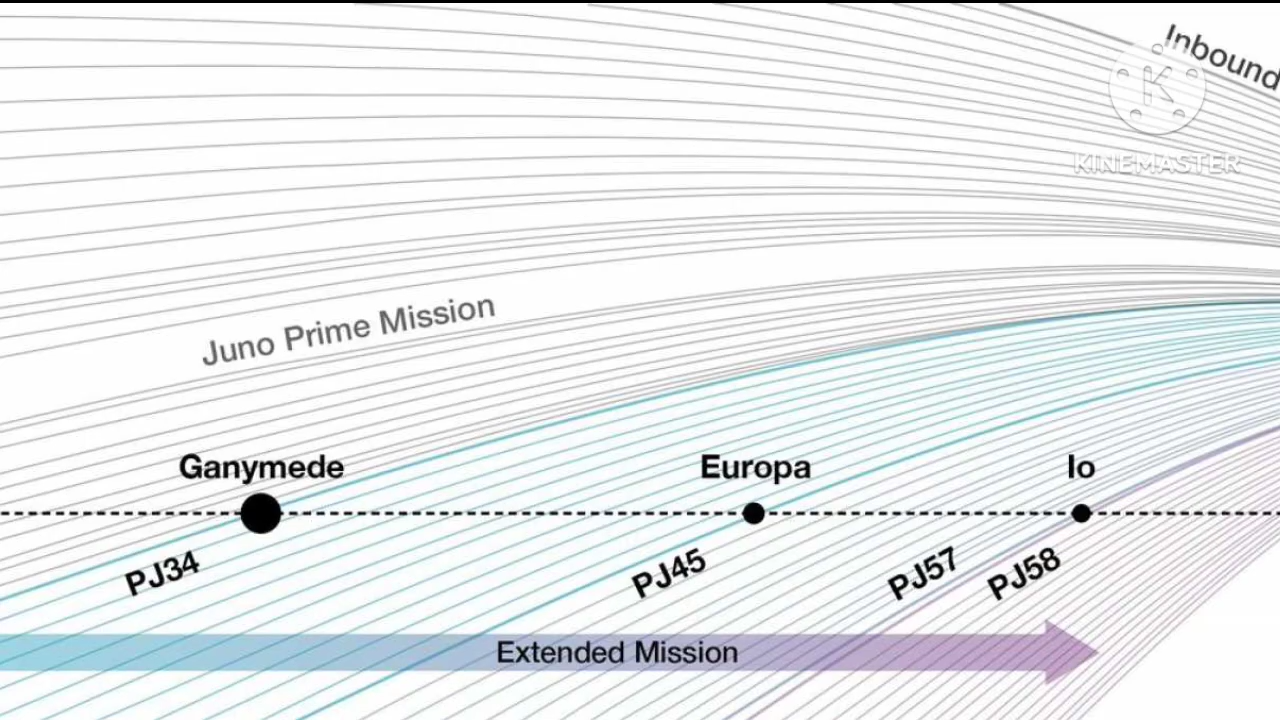 Inbound
K
KINEMASTER
Juno Prime Mission
Ganymede
Europa
Io
PJ34
PJ45
PJ57
PJ58
Extended Mission